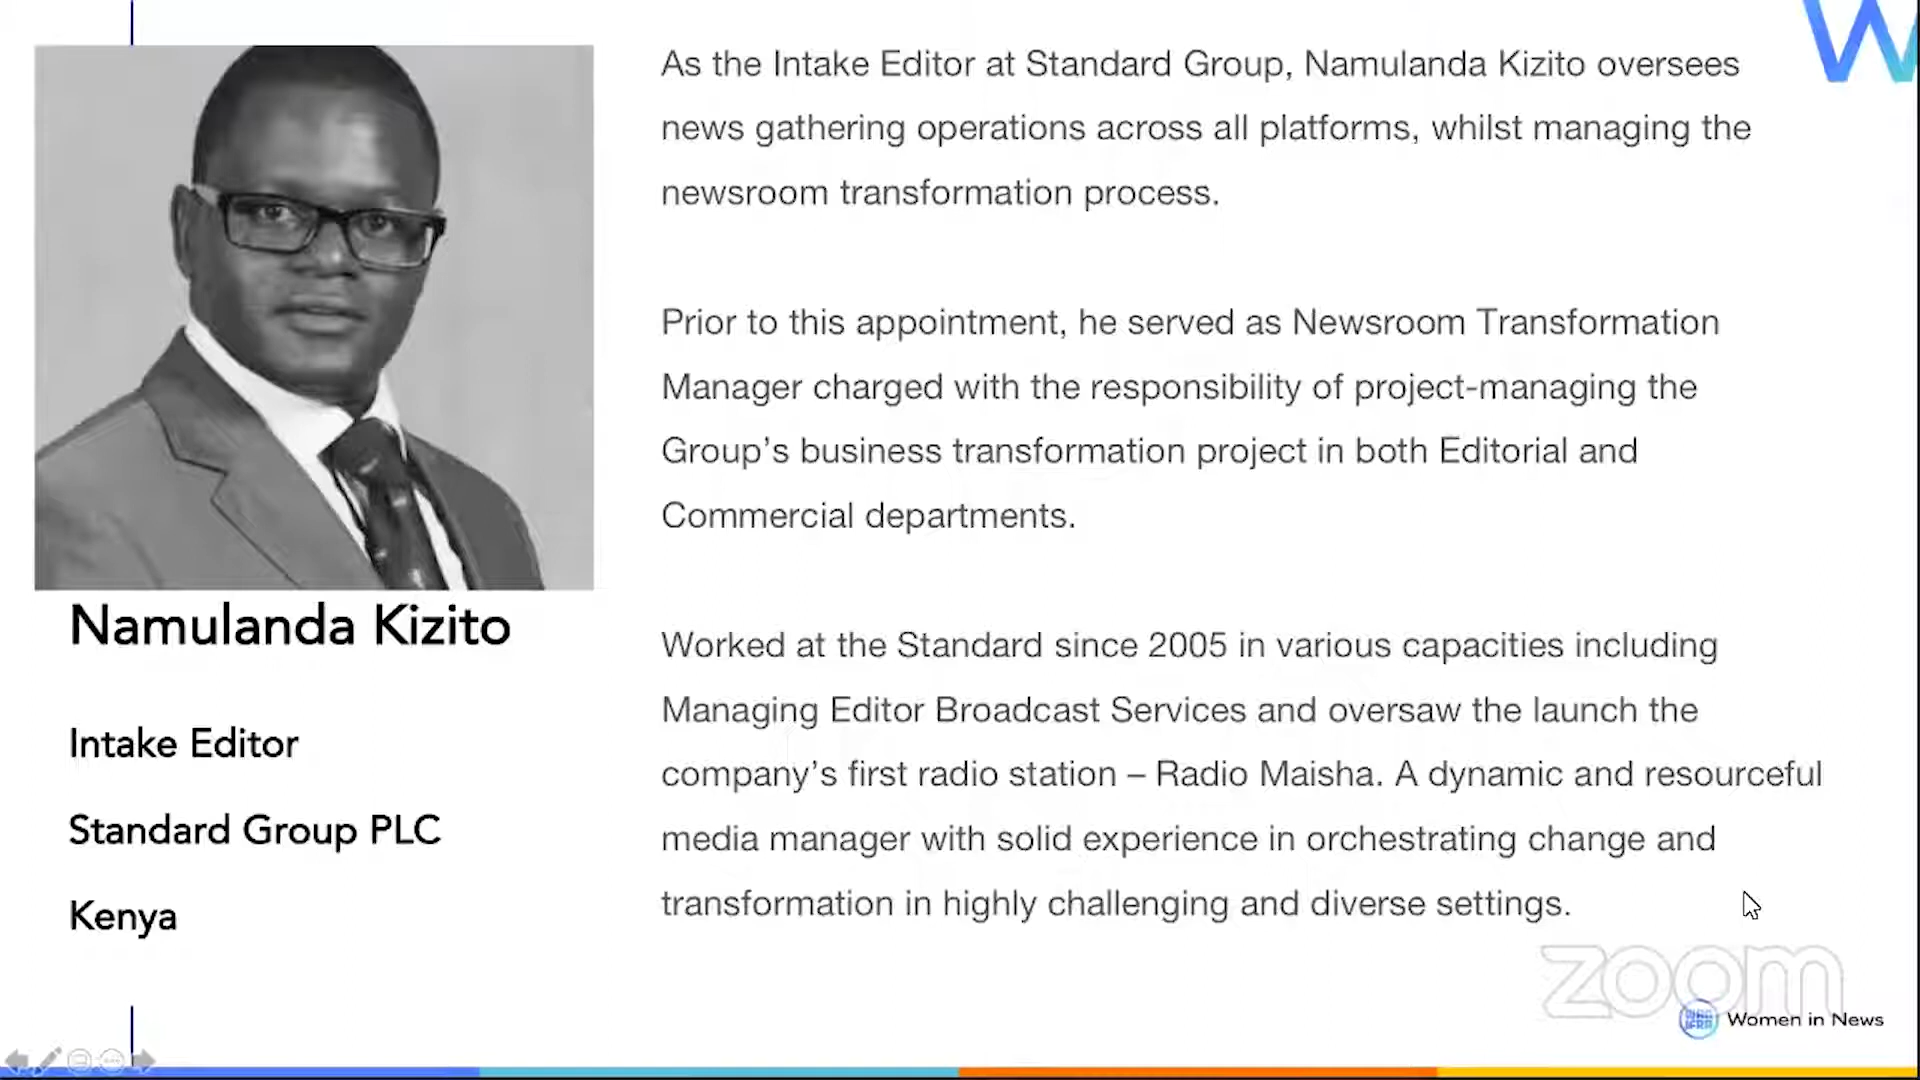 W
As the Intake Editor at Standard Group, Namulanda Kizito oversees
news gathering operations across all platforms, whilst managing the
newsroom transformation process.
Prior to this appointment, he served as Newsroom Transformation
Manager charged with the responsibility of project-managing the
Group’s business transformation project in both Editorial and
Commercial departments.
Worked at the Standard since 2005 in various capacities including
Managing Editor Broadcast Services and oversaw the launch the
company’s first radio station – Radio Maisha. A dynamic and resourceful
media manager with solid experience in orchestrating change and
transformation in highly challenging and diverse settings.
Namulanda Kizito
Intake Editor
Standard Group PLC
Kenya
zoom
Women in News